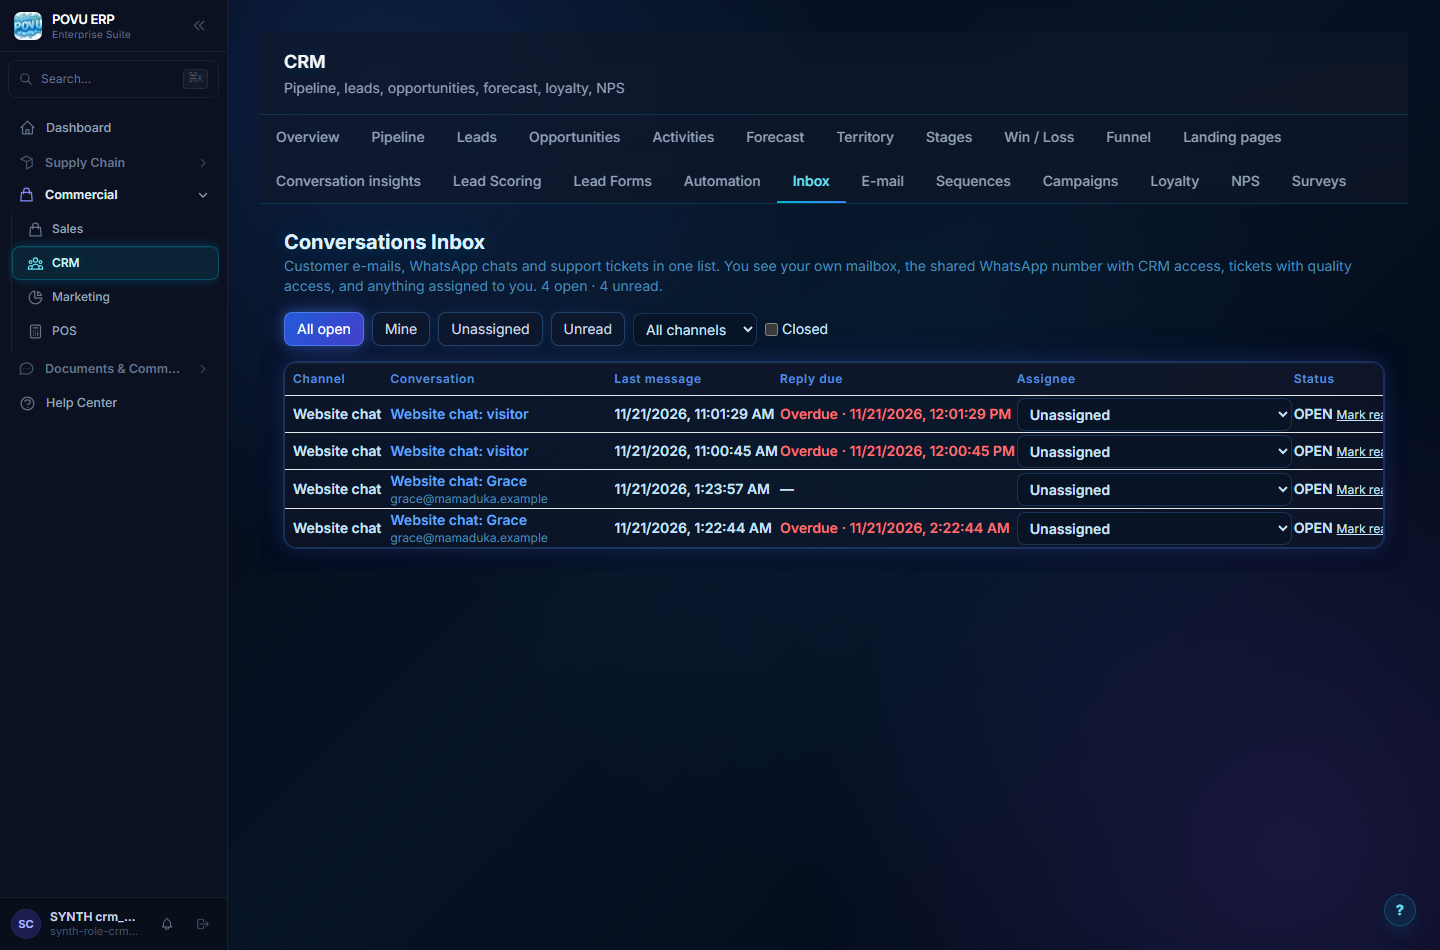 POVU ERP
Enterprise Suite
Search...
⌘K
Dashboard
Supply Chain
Commercial
Sales
CRM
Marketing
POS
Documents & Comm...
Help Center
SC
SYNTH crm_...
synth-role-crm...
CRM
Pipeline, leads, opportunities, forecast, loyalty, NPS
Overview Pipeline Leads Opportunities Activities Forecast Territory Stages Win / Loss Funnel Landing pages
Conversation insights Lead Scoring Lead Forms Automation Inbox E-mail Sequences Campaigns Loyalty NPS Surveys
Conversations Inbox
Customer e-mails, WhatsApp chats and support tickets in one list. You see your own mailbox, the shared WhatsApp number with CRM access, tickets with quality
access, and anything assigned to you. 4 open · 4 unread.
All open Mine Unassigned Unread All channels Closed
Channel Conversation Last message Reply due Assignee Status
Website chat Website chat: visitor 11/21/2026, 11:01:29 AM Overdue · 11/21/2026, 12:01:29 PM Unassigned OPEN Mark rea
Website chat Website chat: visitor 11/21/2026, 11:00:45 AM Overdue · 11/21/2026, 12:00:45 PM Unassigned OPEN Mark rea
Website chat Website chat: Grace 11/21/2026, 1:23:57 AM — Unassigned OPEN Mark rea
grace@mamaduka.example
Website chat Website chat: Grace 11/21/2026, 1:22:44 AM Overdue · 11/21/2026, 2:22:44 AM Unassigned OPEN Mark rea
grace@mamaduka.example
?